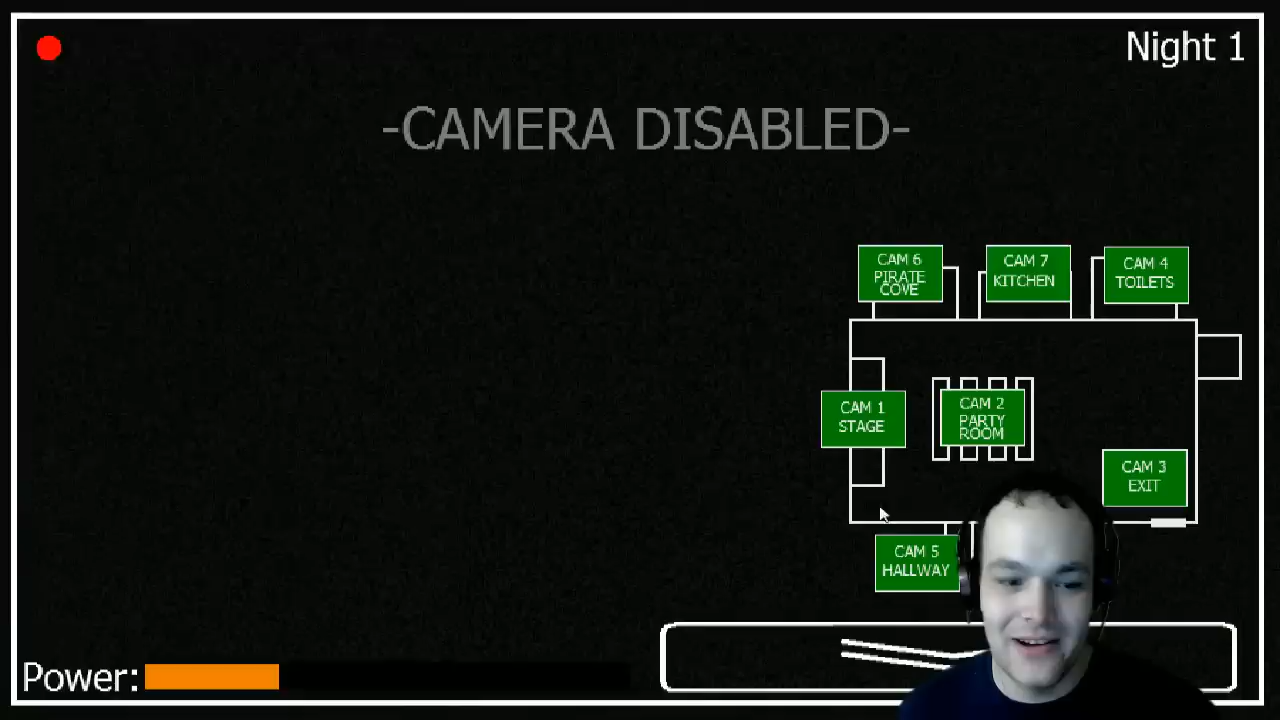 Night 1
-CAMERA DISABLED-
CAM 6
PIRATE
COVE
CAM 7
KITCHEN
CAM 4
TOILETS
CAM 1
STAGE
CAM 2
PARTY
ROOM
CAM 3
EXIT
CAM 5
HALLWAY
Power: